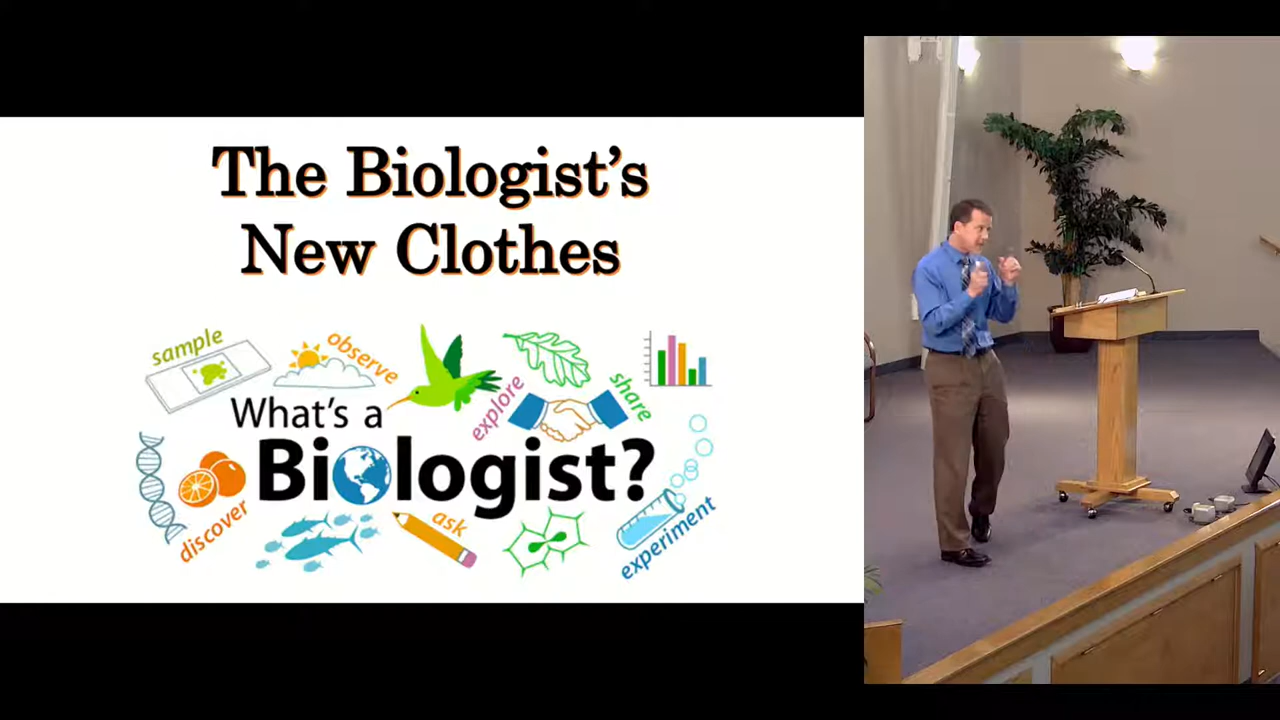 The Biologist’s
New Clothes
sample
observe
explore
share
What's a
Biologist?
discover
ask
experiment